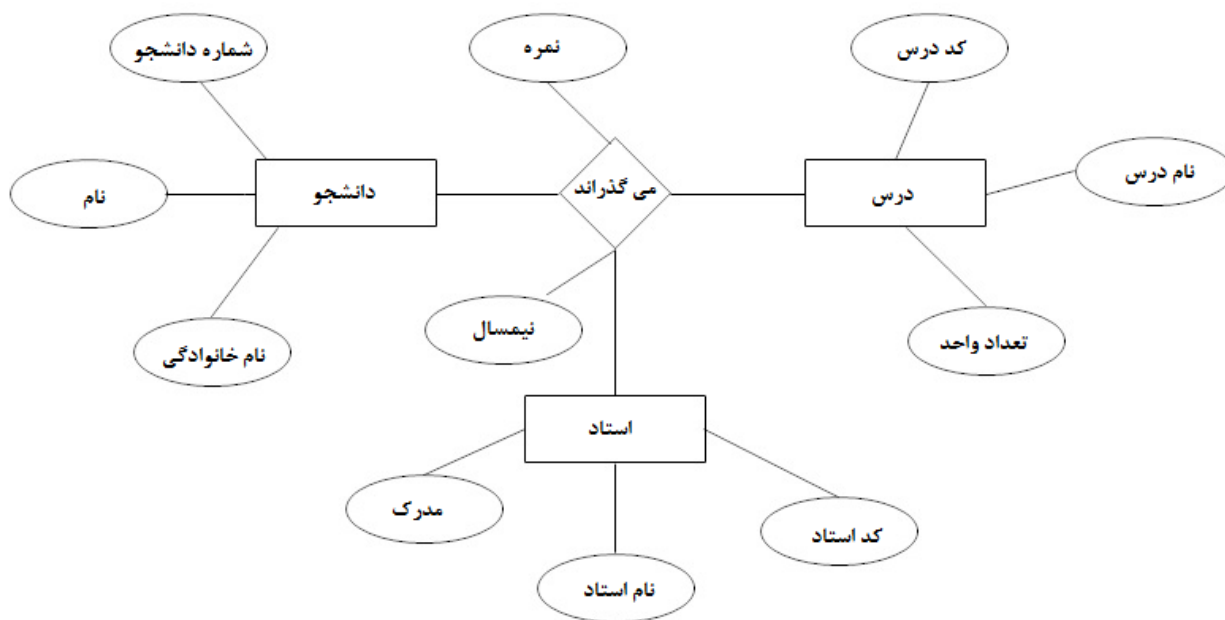 شماره دانشجو
نمره
کد درس
نام
دانشجو
می گذراند
درس
نام درس
نام خانوادگی
نیمسال
تعداد واحد
استاد
مدرک
نام استاد
کد استاد